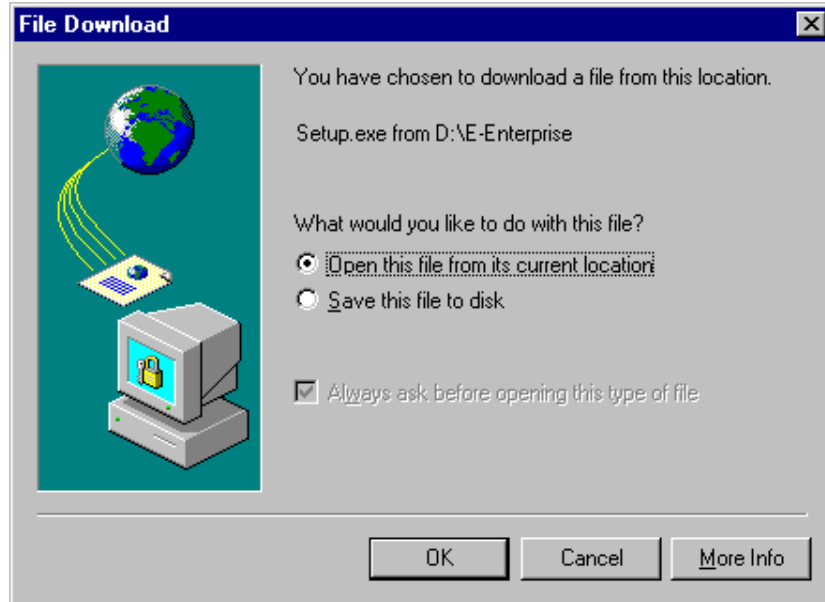 File Download
You have chosen to download a file from this location.
Setup.exe from D:\E-Enterprise
What would you like to do with this file?
Open this file from its current location
Save this file to disk
Always ask before opening this type of file
OK
Cancel
More Info